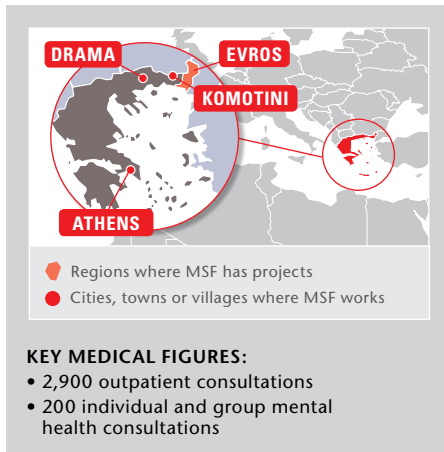 DRAMA
EVROS
KOMOTINI
ATHENS
Regions where MSF has projects
Cities, towns or villages where MSF works
KEY MEDICAL FIGURES:
• 2,900 outpatient consultations
• 200 individual and group mental
health consultations